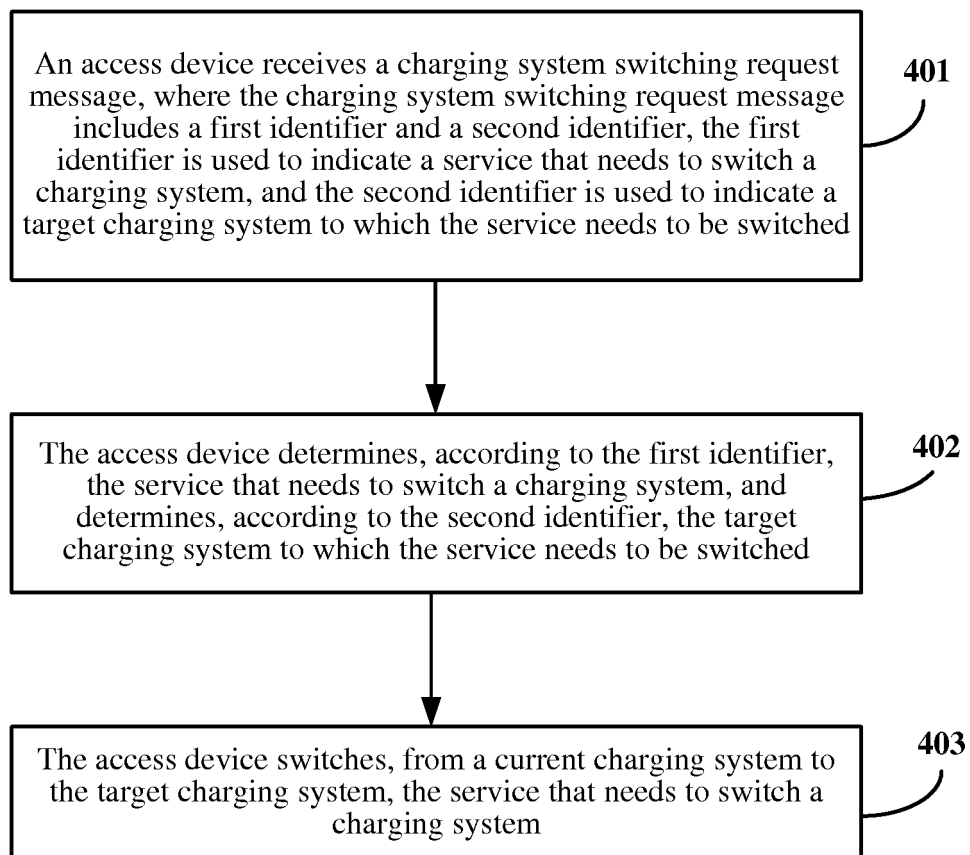 An access device receives a charging system switching request
message, where the charging system switching request message
includes a first identifier and a second identifier, the first
identifier is used to indicate a service that needs to switch a
charging system, and the second identifier is used to indicate a
target charging system to which the service needs to be switched
401
The access device determines, according to the first identifier,
the service that needs to switch a charging system, and
determines, according to the second identifier, the target
charging system to which the service needs to be switched
402
The access device switches, from a current charging system to
the target charging system, the service that needs to switch a
charging system
403